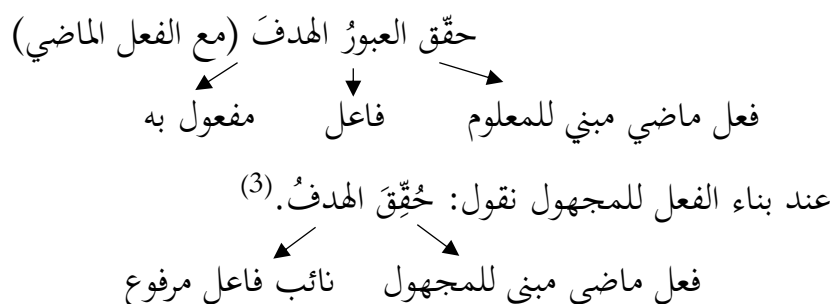 حقّق العبورُ الهدفَ (مع الفعل الماضي)
فعل ماضي مبني للمعلوم فاعل مفعول به
عند بناء الفعل للمجهول نقول: حُقِّقَ الهدفُ.(3)
فعل ماضي مبني للمجهول نائب فاعل مرفوع